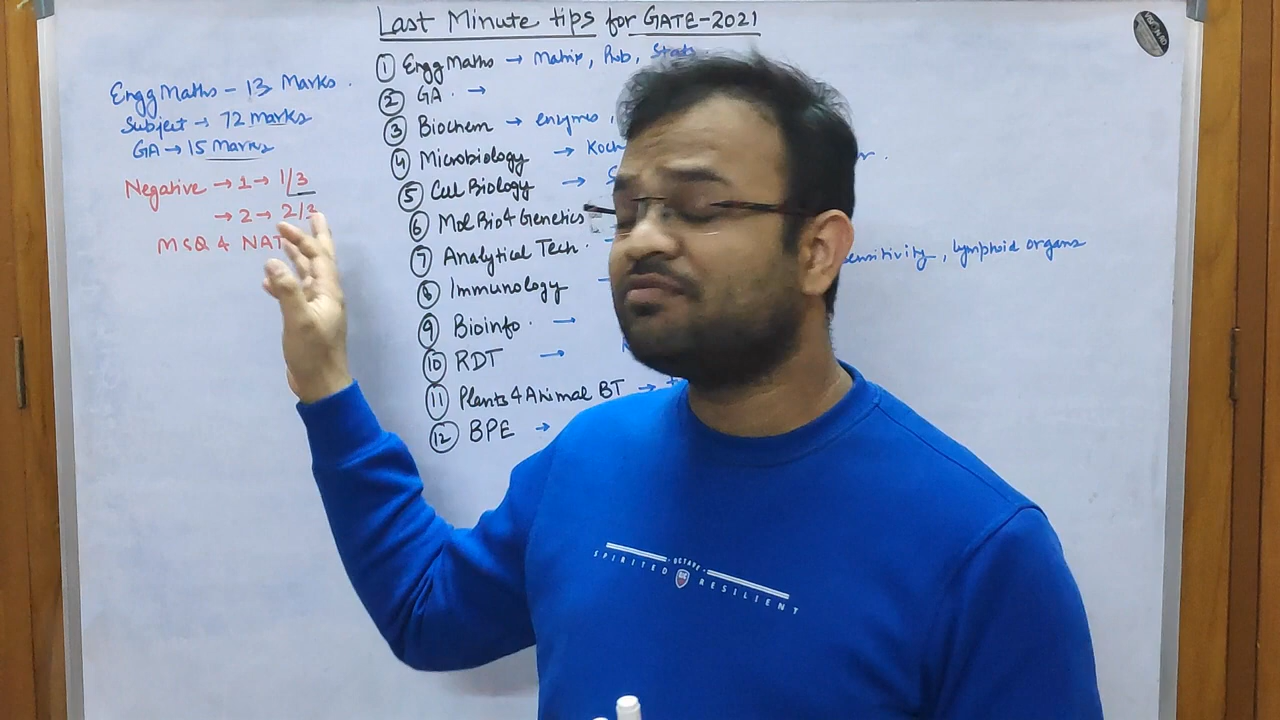 Last Minute tips for GATE-2021
Engg Maths - 13 Marks.
Subject → 72 marks
GA → 15 Marks
Negative → 1 → 1/3
→ 2 → 2/3
MSQ & NAT
① Engg Maths → Matrix, Prob, Stats.
② GA. →
③ Biochem → enzymes,
④ Microbiology → Koch
⑤ Cell Biology →
⑥ Mol Bio & Genetics
⑦ Analytical Tech.
⑧ Immunology sensitivity, lymphoid organs
⑨ Bioinfo. →
⑩ RDT →
⑪ Plants & Animal BT →
⑫ BPE →
OCTAVE
SPIRITED RESILIENT